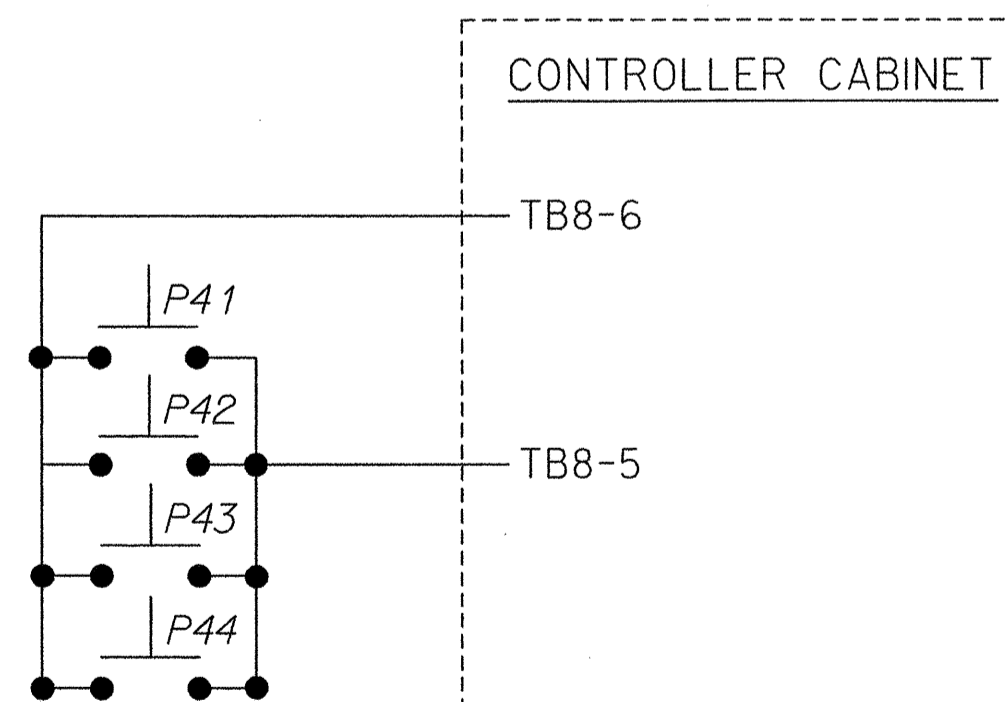 CONTROLLER CABINET
TB8-6
P41
P42
TB8-5
P43
P44